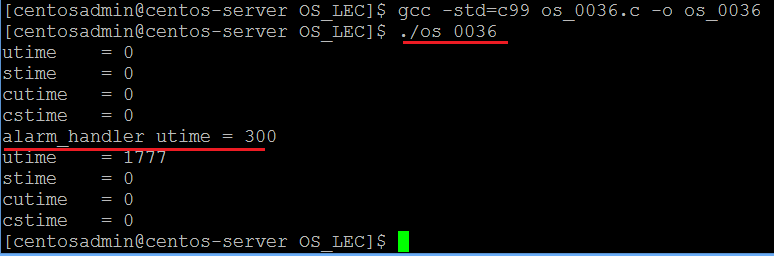 [centosadmin@centos-server OS_LEC]$ gcc -std=c99 os_0036.c -o os_0036
[centosadmin@centos-server OS_LEC]$ ./os_0036
utime    = 0
stime    = 0
cutime   = 0
cstime   = 0
alarm_handler utime = 300
utime    = 1777
stime    = 0
cutime   = 0
cstime   = 0
[centosadmin@centos-server OS_LEC]$